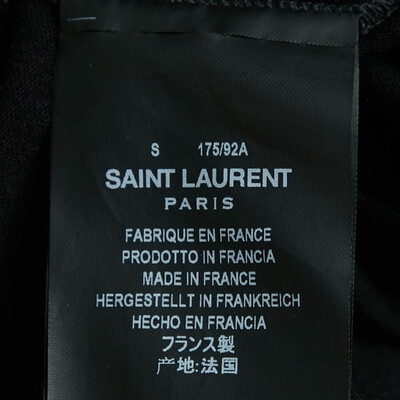 S 175/92A
SAINT LAURENT
PARIS
FABRIQUE EN FRANCE
PRODOTTO IN FRANCIA
MADE IN FRANCE
HERGESTELLT IN FRANKREICH
HECHO EN FRANCIA
フランス製
产地:法国